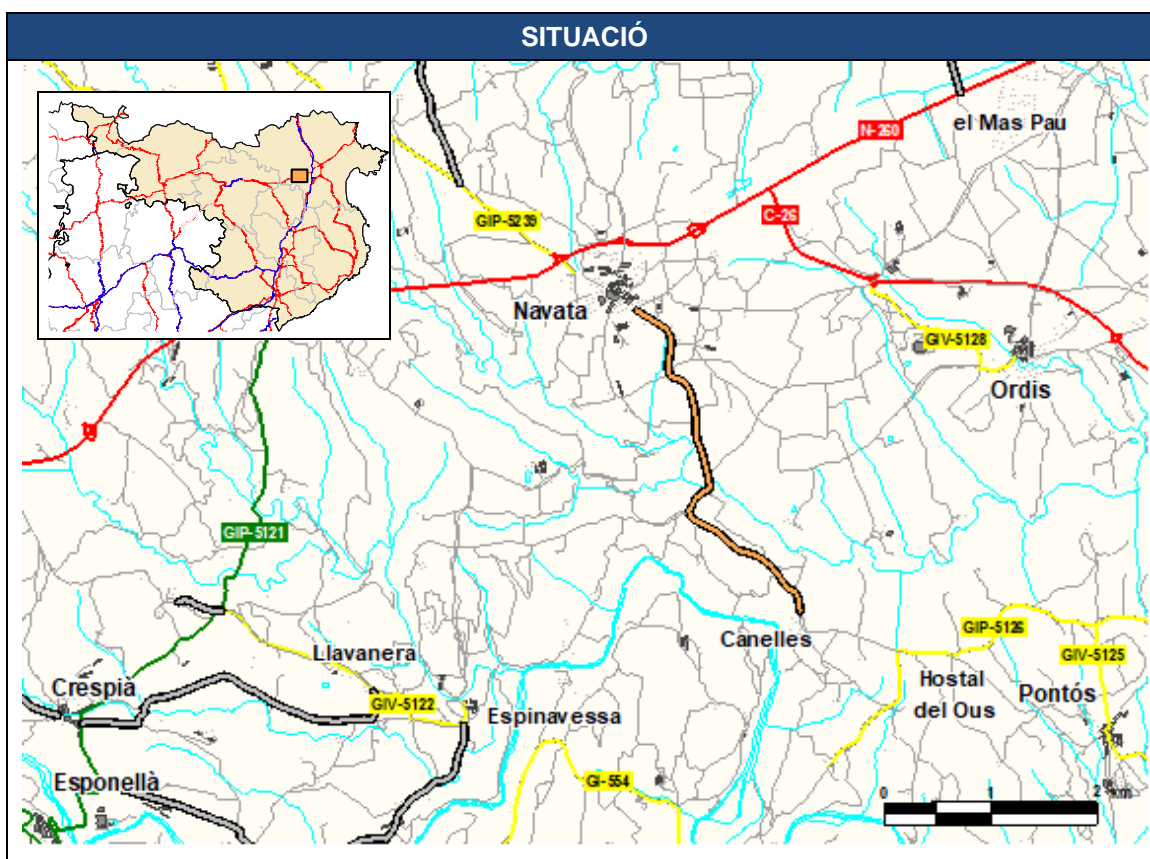 SITUACIÓ
el Mas Pau
N-260
C-26
GIP-5239
Navata
GIV-5128
Ordis
GIP-5121
Canelles
GIP-5126
GIV-5125
Llavanera
Hostal
del Ous
Pontós
Crespià
GIV-5122
Espinavessa
Esponellà
GI-554
0 1 2 km